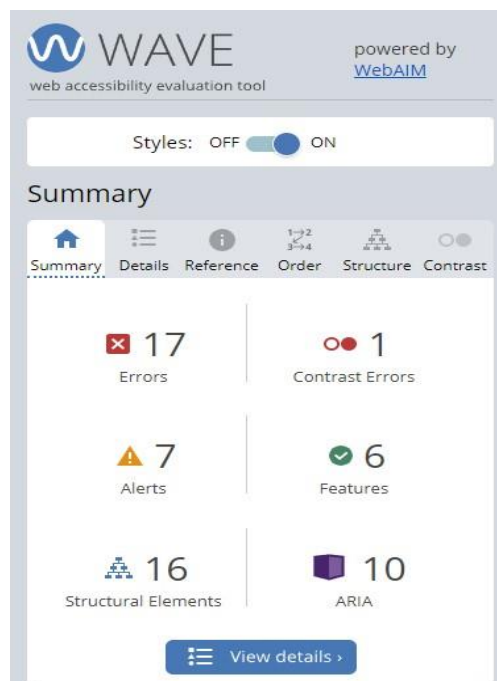 WAVE
web accessibility evaluation tool
powered by
WebAIM
Styles: OFF ON
Summary
Summary Details Reference Order Structure Contrast
17
Errors
1
Contrast Errors
7
Alerts
6
Features
16
Structural Elements
10
ARIA
View details ›